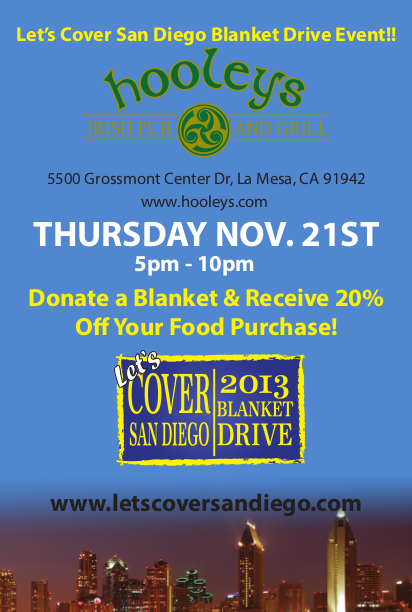 Let's Cover San Diego Blanket Drive Event!!
hooleys
IRISH PUB AND GRILL
5500 Grossmont Center Dr, La Mesa, CA 91942
www.hooleys.com
THURSDAY NOV. 21ST
5pm - 10pm
Donate a Blanket & Receive 20%
Off Your Food Purchase!
Let's
COVER
SAN DIEGO
2013
BLANKET
DRIVE
www.letscoversandiego.com